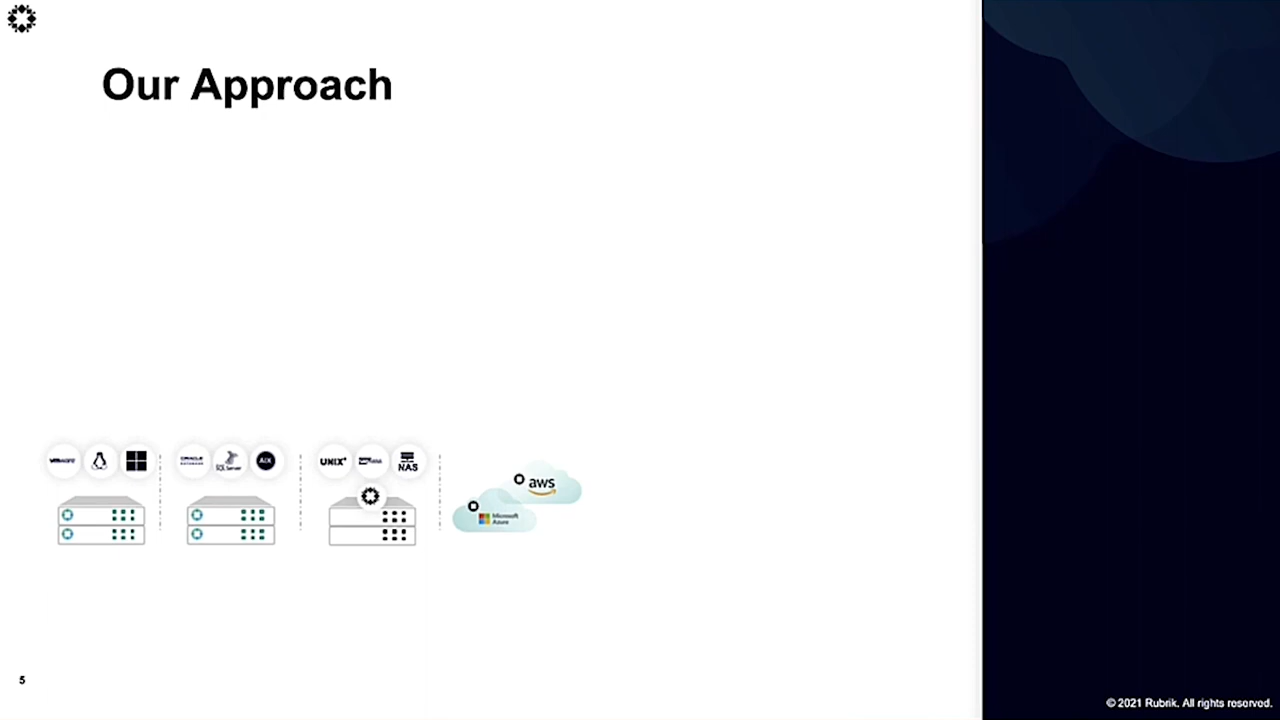 Our Approach
vmware
ORACLE
DATABASE
SQL Server
AIX
UNIX
NAS
aws
Microsoft
Azure
5
© 2021 Rubrik. All rights reserved.